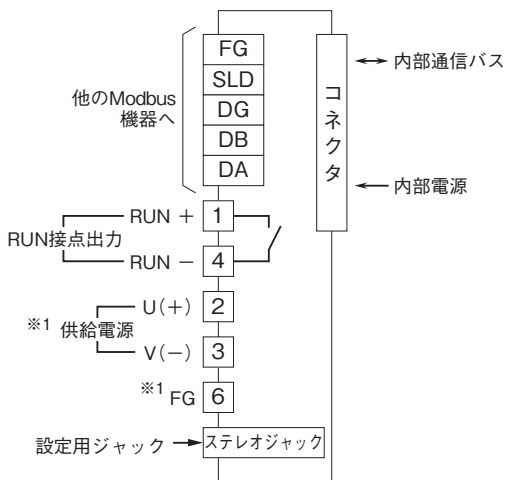 FG
SLD
DG
DB
DA
他のModbus
機器へ
コネクタ
内部通信バス
内部電源
RUN +
1
RUN接点出力
RUN −
4
U(+)
2
※1 供給電源
V(−)
3
※1 FG
6
設定用ジャック
ステレオジャック